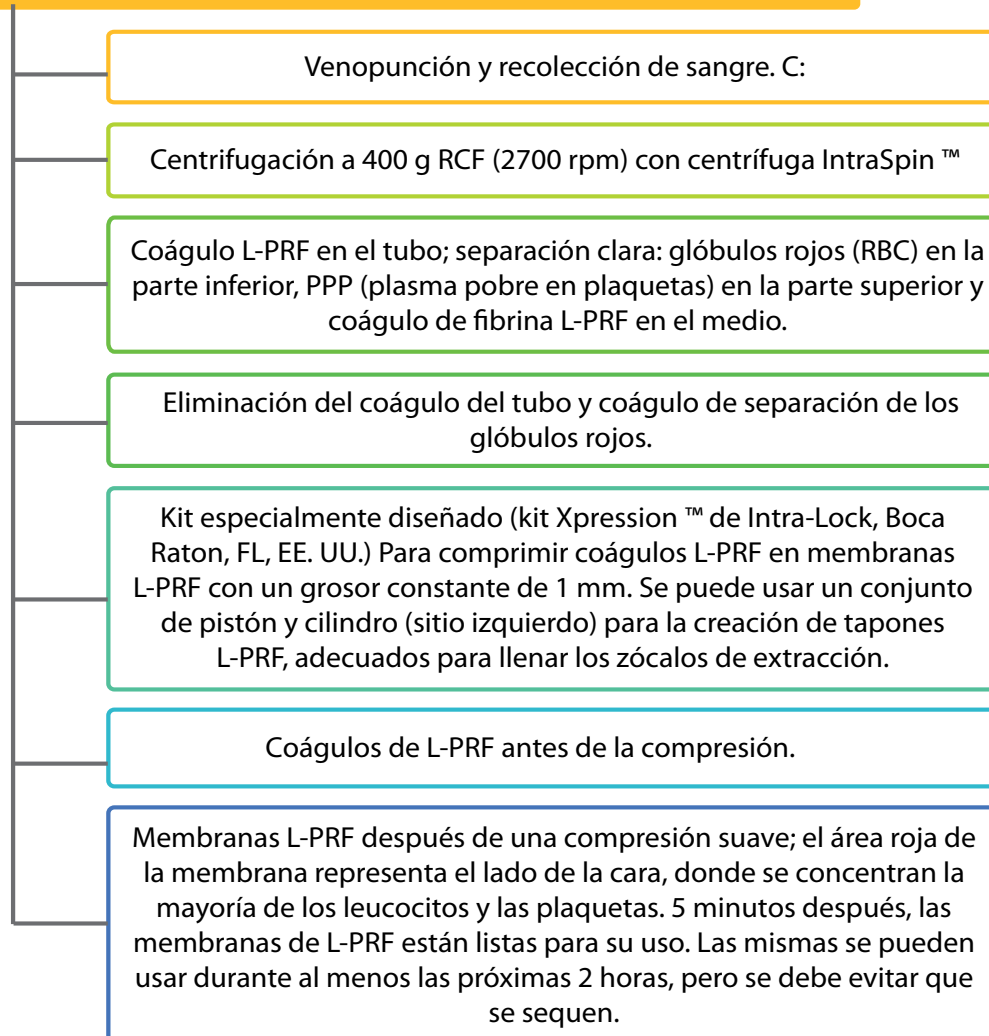 Venopunción y recolección de sangre. C:
Centrifugación a 400 g RCF (2700 rpm) con centrífuga IntraSpin ™
Coágulo L-PRF en el tubo; separación clara: glóbulos rojos (RBC) en la
parte inferior, PPP (plasma pobre en plaquetas) en la parte superior y
coágulo de fibrina L-PRF en el medio.
Eliminación del coágulo del tubo y coágulo de separación de los
glóbulos rojos.
Kit especialmente diseñado (kit Xpression ™ de Intra-Lock, Boca
Raton, FL, EE. UU.) Para comprimir coágulos L-PRF en membranas
L-PRF con un grosor constante de 1 mm. Se puede usar un conjunto
de pistón y cilindro (sitio izquierdo) para la creación de tapones
L-PRF, adecuados para llenar los zócalos de extracción.
Coágulos de L-PRF antes de la compresión.
Membranas L-PRF después de una compresión suave; el área roja de
la membrana representa el lado de la cara, donde se concentran la
mayoría de los leucocitos y las plaquetas. 5 minutos después, las
membranas de L-PRF están listas para su uso. Las mismas se pueden
usar durante al menos las próximas 2 horas, pero se debe evitar que
se sequen.